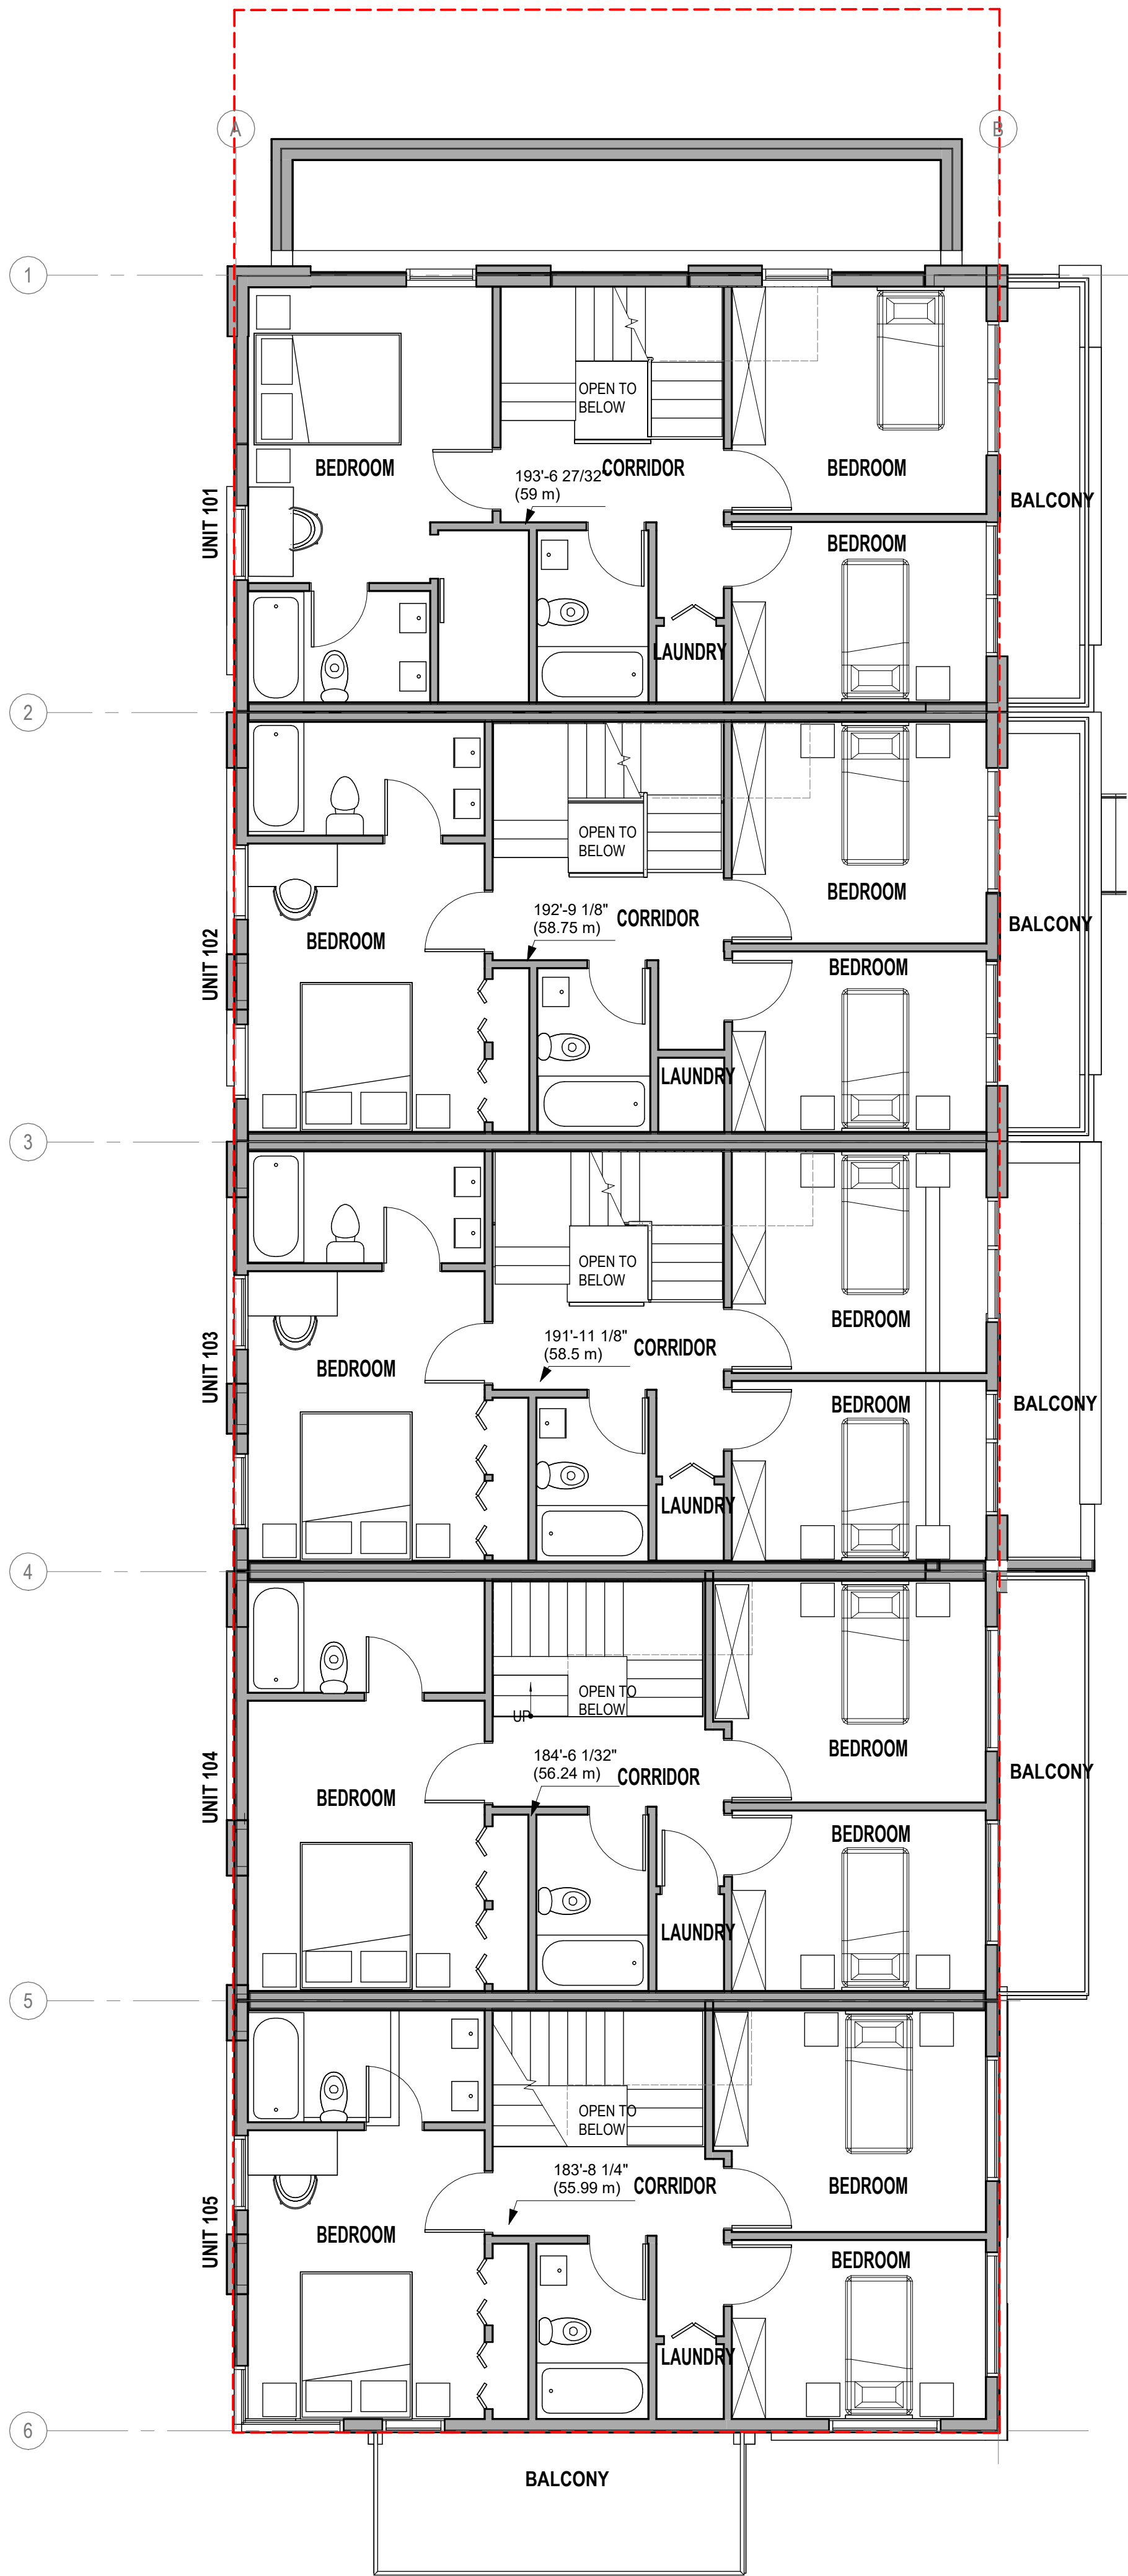 A
B
1
OPEN TO
BELOW
BEDROOM
CORRIDOR
BEDROOM
193'-6 27/32"
(59 m)
UNIT 101
BALCONY
BEDROOM
LAUNDRY
2
OPEN TO
BELOW
BEDROOM
192'-9 1/8"
(58.75 m)
CORRIDOR
BALCONY
BEDROOM
UNIT 102
BEDROOM
LAUNDRY
3
OPEN TO
BELOW
BEDROOM
191'-11 1/8"
(58.5 m)
CORRIDOR
UNIT 103
BEDROOM
BEDROOM
BALCONY
LAUNDRY
4
OPEN TO
BELOW
UP
BEDROOM
184'-6 1/32"
(56.24 m)
CORRIDOR
BALCONY
UNIT 104
BEDROOM
BEDROOM
LAUNDRY
5
OPEN TO
BELOW
183'-8 1/4"
(55.99 m)
CORRIDOR
BEDROOM
UNIT 105
BEDROOM
BEDROOM
LAUNDRY
6
BALCONY